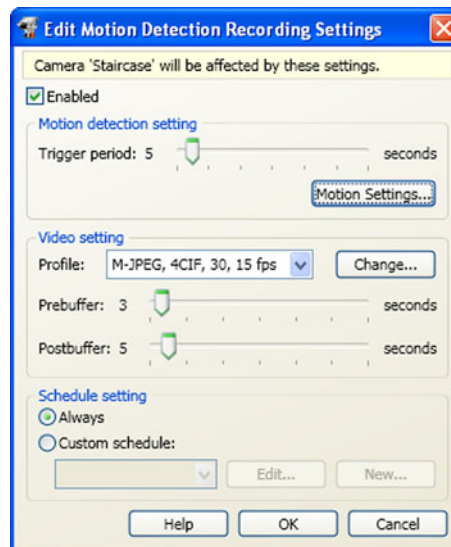 Edit Motion Detection Recording Settings
Camera 'Staircase' will be affected by these settings.
Enabled
Motion detection setting
Trigger period: 5 seconds
Motion Settings...
Video setting
Profile: M-JPEG, 4CIF, 30, 15 fps Change...
Prebuffer: 3 seconds
Postbuffer: 5 seconds
Schedule setting
Always
Custom schedule:
Edit... New...
Help OK Cancel